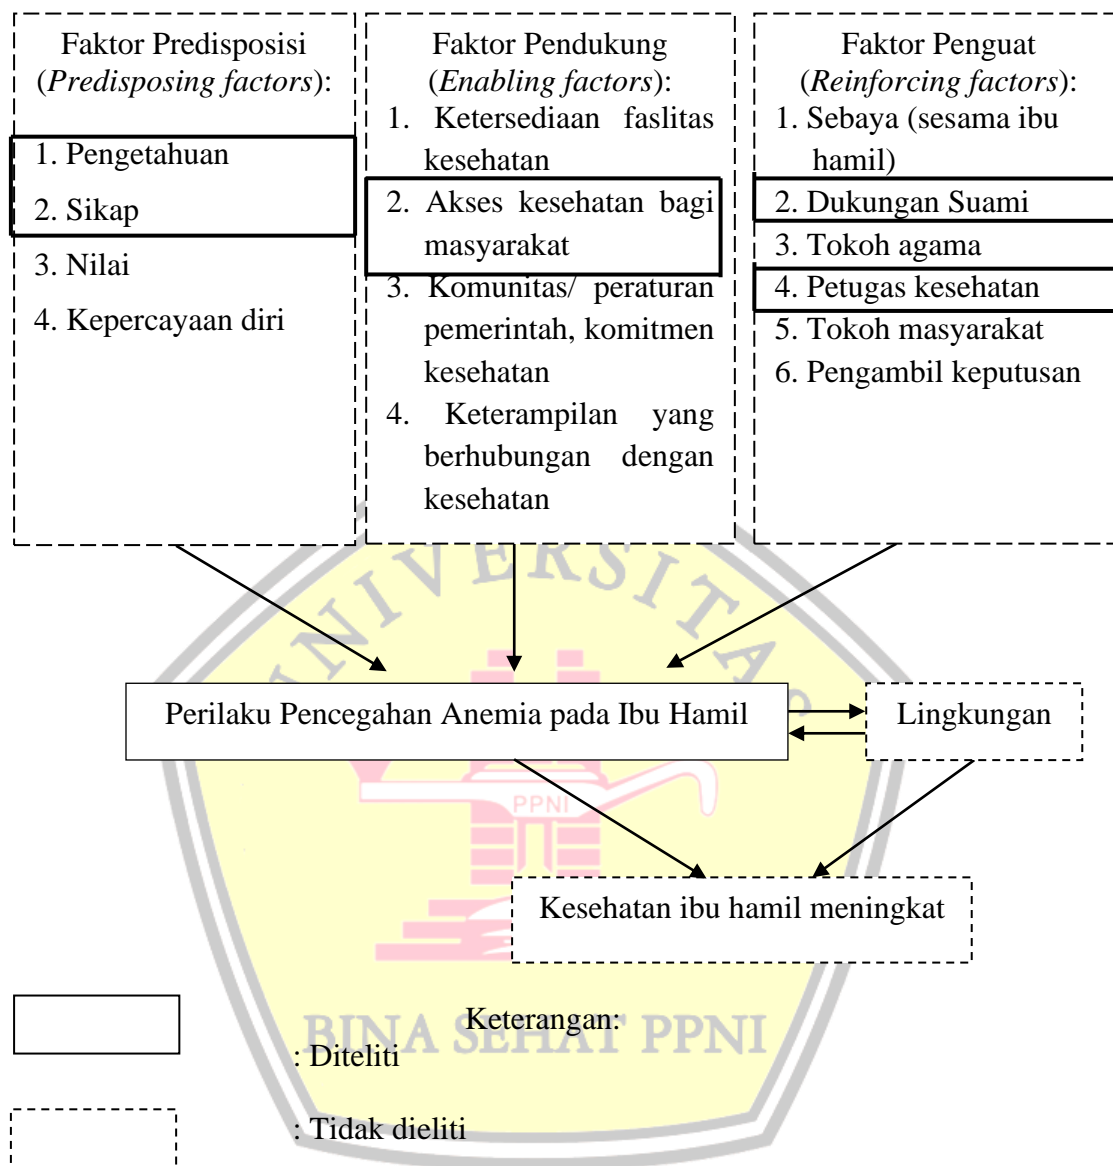 Faktor Predisposisi
(Predisposing factors):
1. Pengetahuan
2. Sikap
3. Nilai
4. Kepercayaan diri
Faktor Pendukung
(Enabling factors):
1. Ketersediaan faslitas
kesehatan
2. Akses kesehatan bagi
masyarakat
3. Komunitas/ peraturan
pemerintah, komitmen
kesehatan
4. Keterampilan yang
berhubungan dengan
kesehatan
Faktor Penguat
(Reinforcing factors):
1. Sebaya (sesama ibu
hamil)
2. Dukungan Suami
3. Tokoh agama
4. Petugas kesehatan
5. Tokoh masyarakat
6. Pengambil keputusan
UNIVERSITAS
Perilaku Pencegahan Anemia pada Ibu Hamil
Lingkungan
PPNI
Kesehatan ibu hamil meningkat
Keterangan:
BINA SEHAT PPNI
: Diteliti
: Tidak dieliti